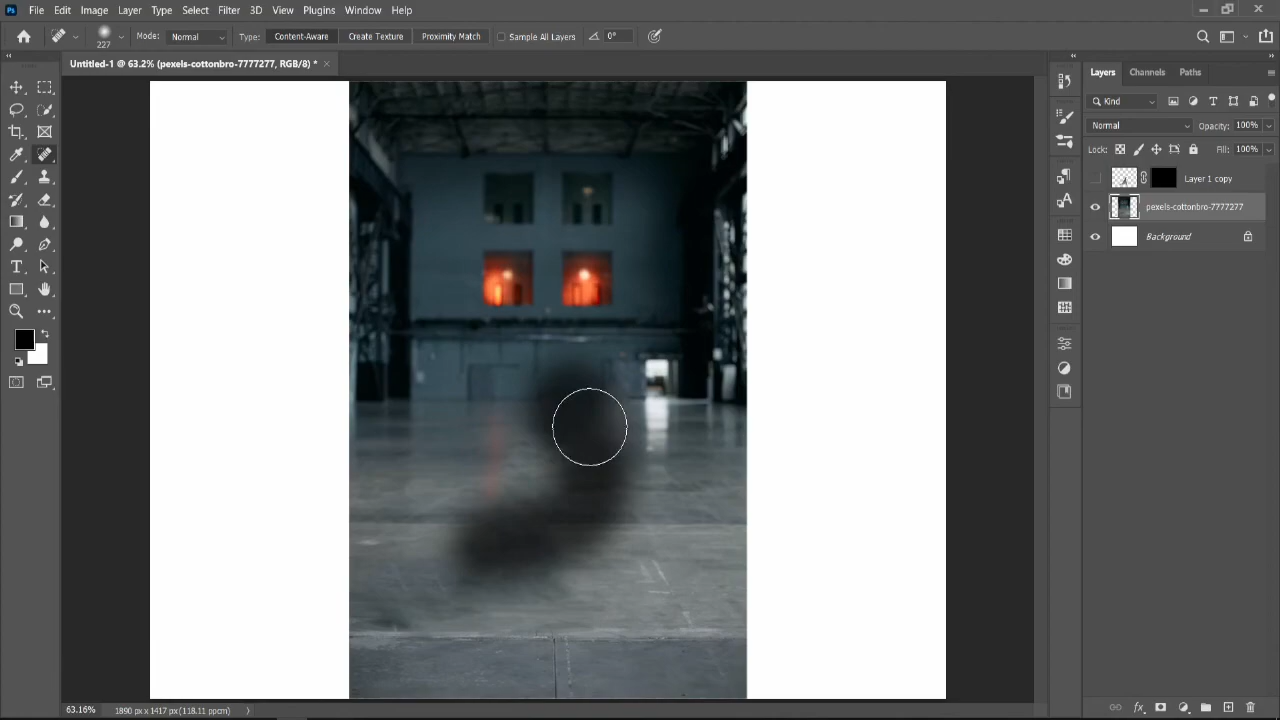 Ps File Edit Image Layer Type Select Filter 3D View Plugins Window Help
227 Mode: Normal Type: Content-Aware Create Texture Proximity Match Sample All Layers 0°
Untitled-1 @ 63.2% (pexels-cottonbro-7777277, RGB/8) *
Layers Channels Paths
Kind
Normal Opacity: 100%
Lock: Fill: 100%
Layer 1 copy
pexels-cottonbro-7777277
Background
63.16% 1890 px x 1417 px (118.11 ppcm)